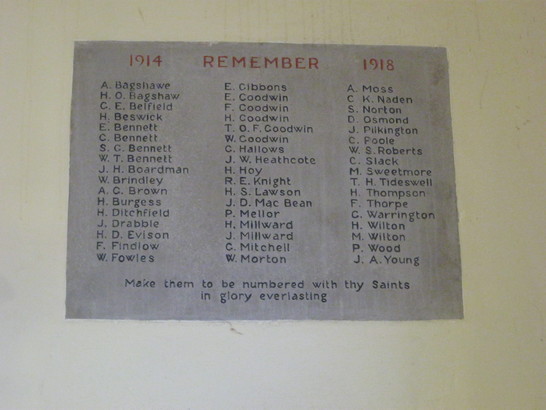 1914 REMEMBER 1918
A. Bagshawe
H. O. Bagshaw
G. E. Belfield
H. Beswick
E. Bennett
C. Bennett
S. G. Bennett
W. T. Bennett
J. H. Boardman
W. Brindley
A. G. Brown
H. Burgess
H. Ditchfield
J. Drabble
H. D. Evison
F. Findlow
W. Fowles
E. Gibbons
E. Goodwin
F. Goodwin
H. Goodwin
T. O. F. Goodwin
W. Goodwin
G. Hallows
J. W. Heathcote
H. Hoy
R. E. Knight
H. S. Lawson
J. D. Mac Bean
P. Mellor
H. Millward
J. Millward
G. Mitchell
W. Morton
A. Moss
C. K. Naden
S. Norton
D. Osmond
J. Pilkington
C. Poole
W. S. Roberts
C. Slack
M. Sweetmore
T. H. Tideswell
H. Thompson
F. Thorpe
G. Warrington
H. Wilton
M. Wilton
P. Wood
J. A. Young
Make them to be numbered with thy Saints
in glory everlasting